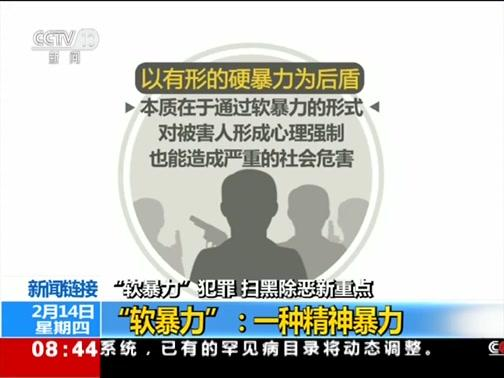 CCTV 13
新闻
以有形的硬暴力为后盾
本质在于通过软暴力的形式
对被害人形成心理强制
也能造成严重的社会危害
新闻链接
“软暴力”犯罪 扫黑除恶新重点
2月14日
星期四
“软暴力”：一种精神暴力
08:44
系统，已有的罕见病目录将动态调整。